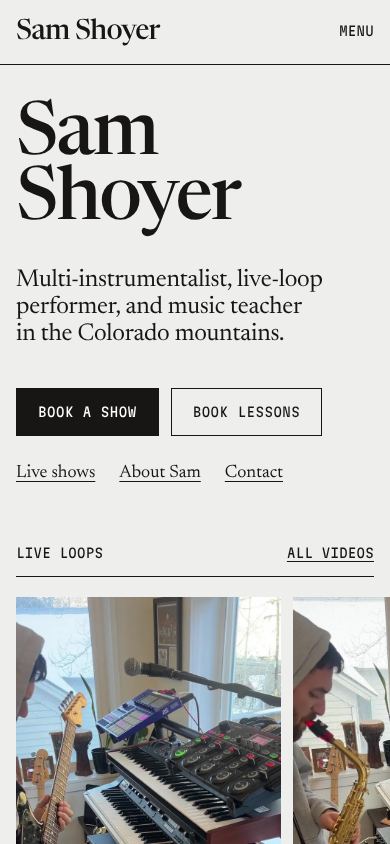 Sam Shoyer
MENU
Sam
Shoyer
Multi-instrumentalist, live-loop
performer, and music teacher
in the Colorado mountains.
BOOK A SHOW
BOOK LESSONS
Live shows
About Sam
Contact
LIVE LOOPS
ALL VIDEOS